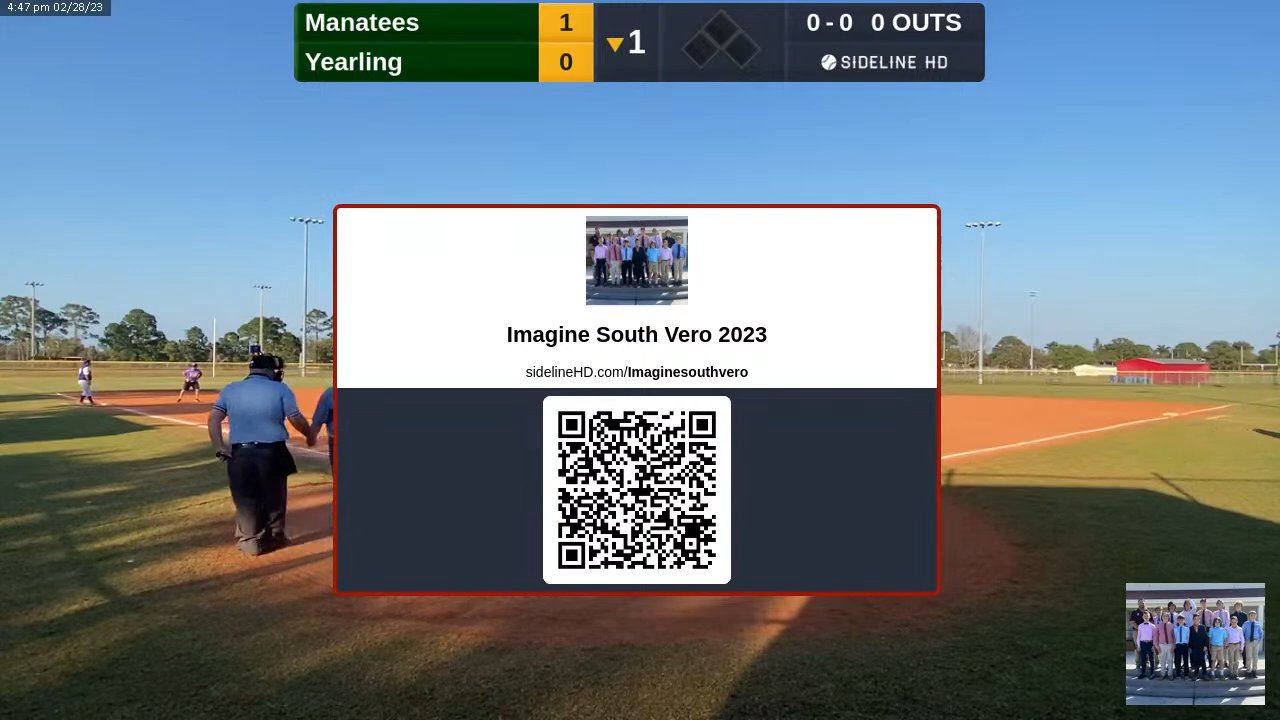 4:47 pm 02/28/23
Manatees 1
Yearling 0
1
0 - 0 0 OUTS
SIDELINE HD
Imagine South Vero 2023
sidelineHD.com/Imaginesouthvero